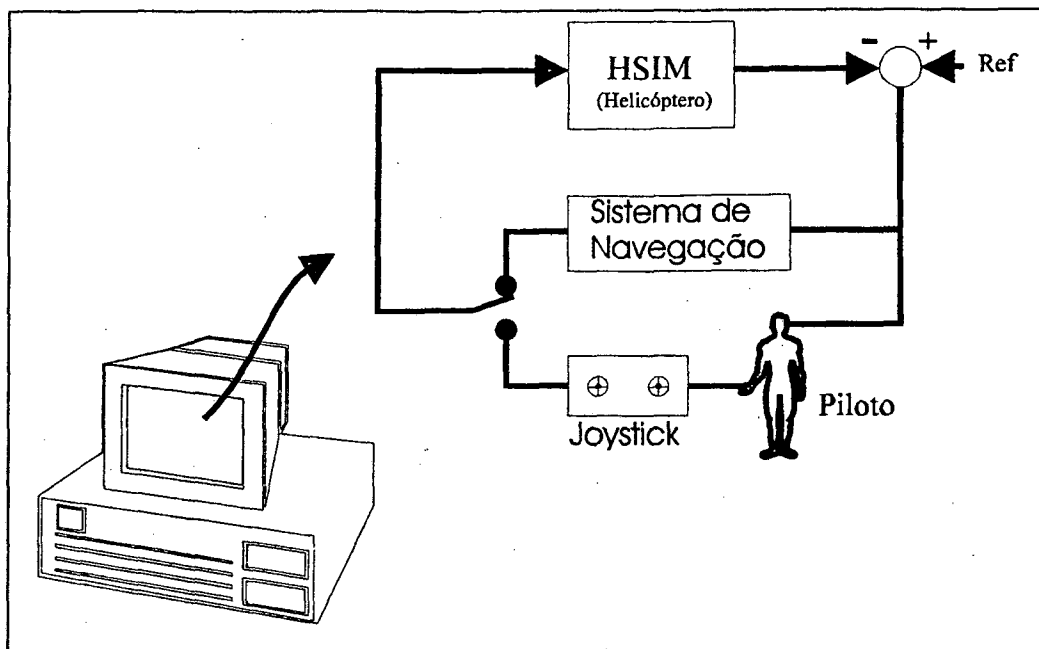 HSIM
(Helicóptero)
- +
Ref
Sistema de
Navegação
Piloto
Joystick